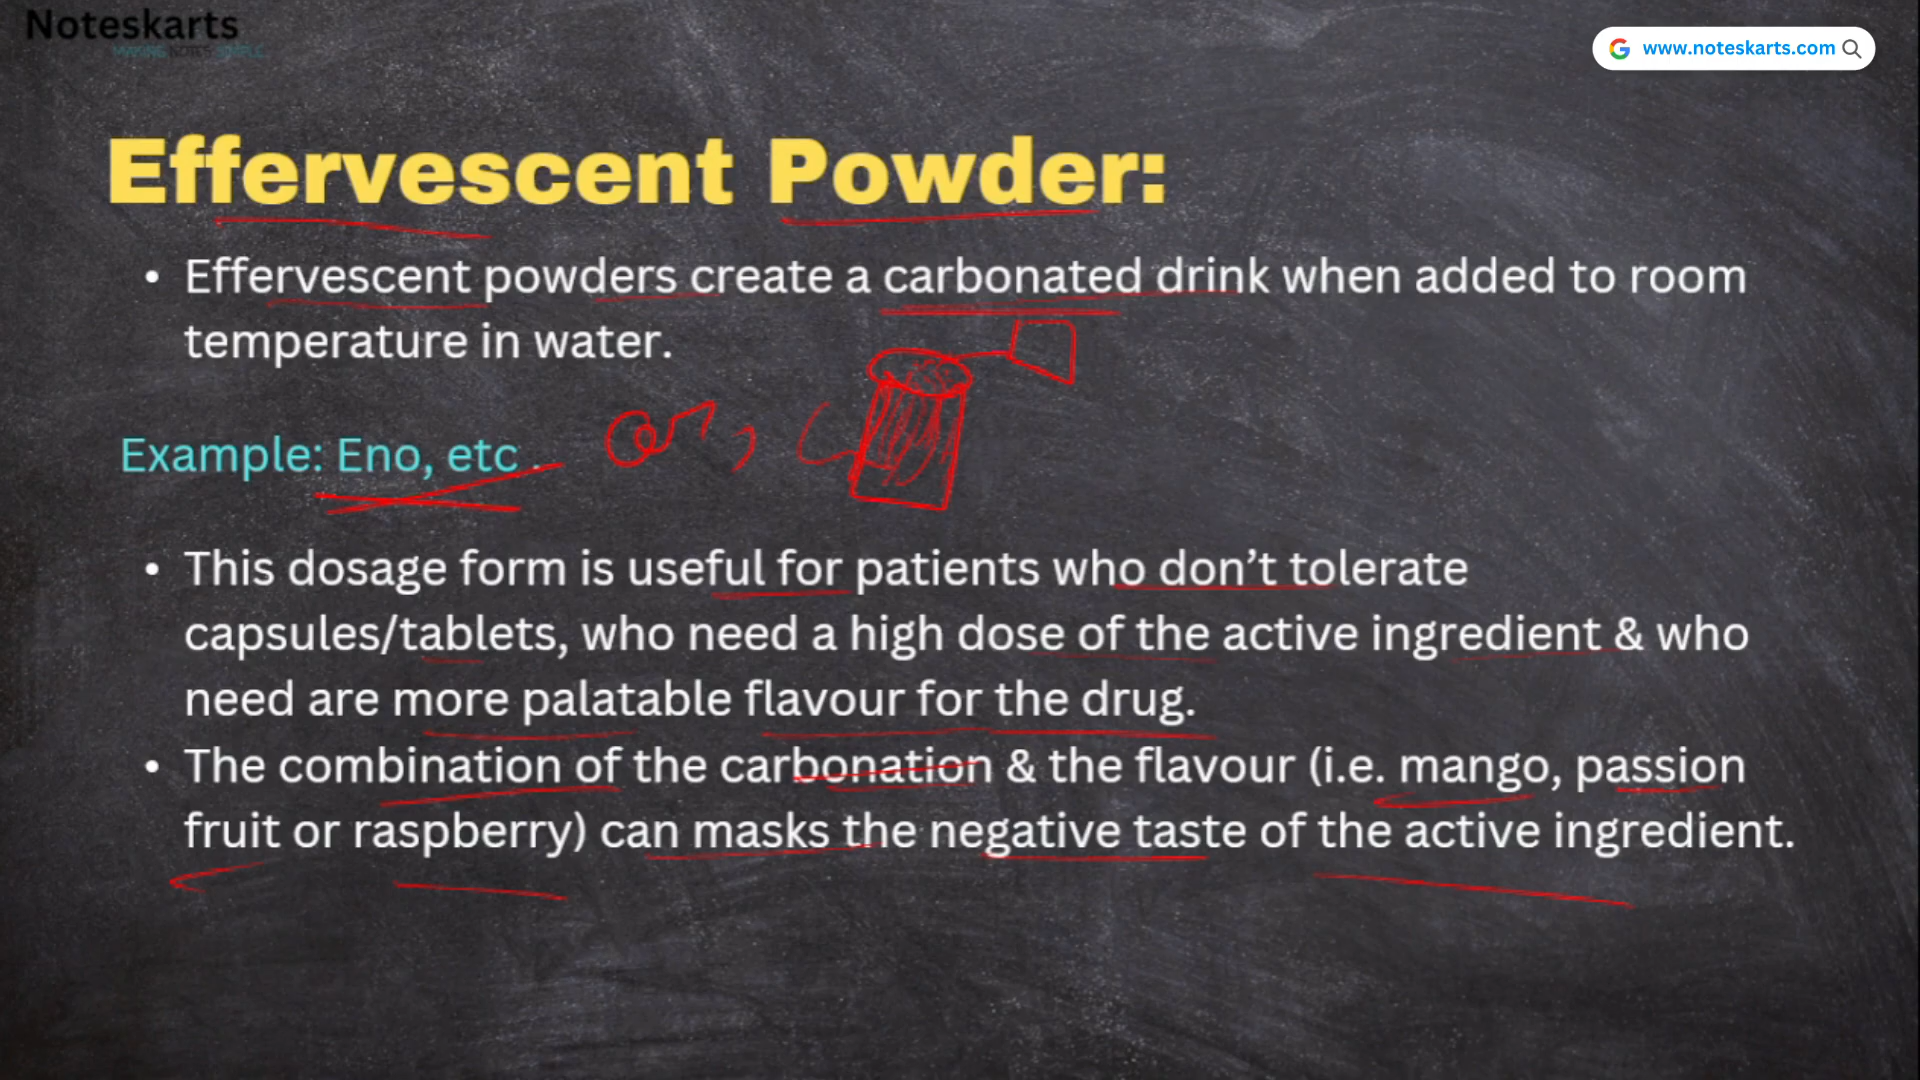 Noteskarts
MAKING NOTES SIMPLE
www.noteskarts.com
Effervescent Powder:
• Effervescent powders create a carbonated drink when added to room
temperature in water.
Example: Eno, etc .
• This dosage form is useful for patients who don’t tolerate
capsules/tablets, who need a high dose of the active ingredient & who
need are more palatable flavour for the drug.
• The combination of the carbonation & the flavour (i.e. mango, passion
fruit or raspberry) can masks the negative taste of the active ingredient.